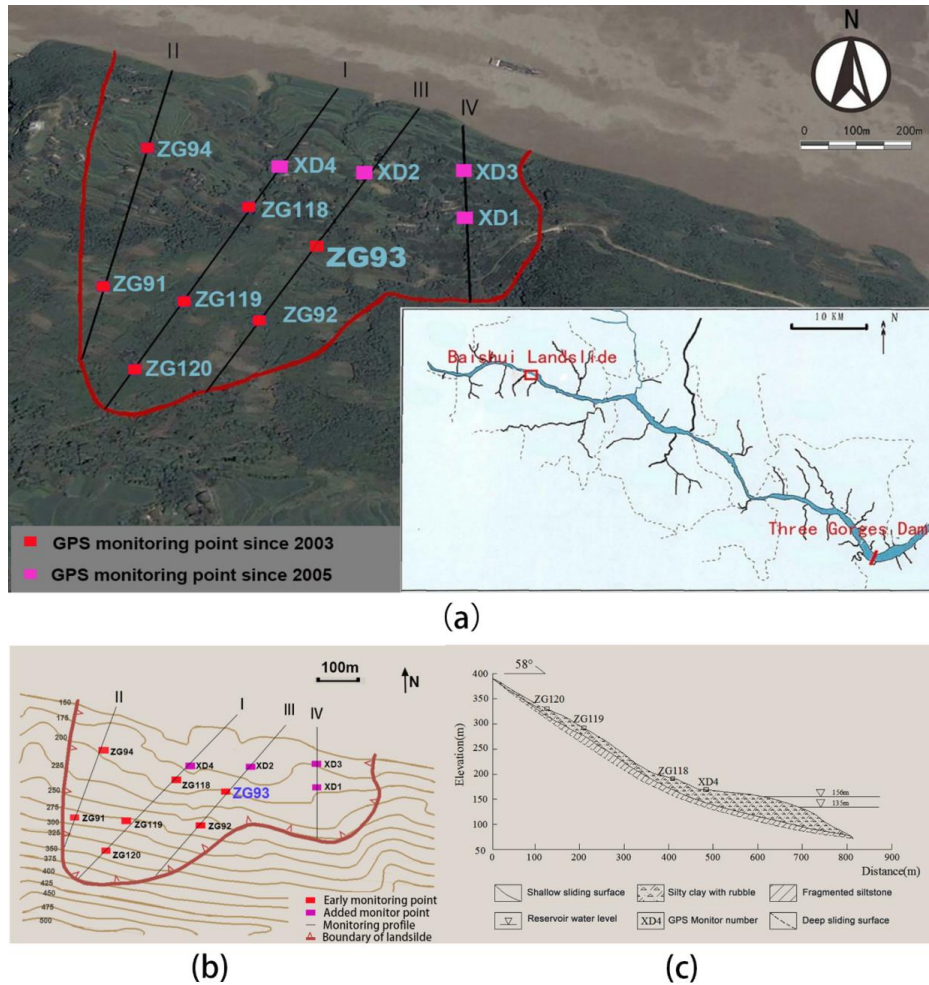 II
I
III
IV
N
0 100m 200m
ZG94
XD4
XD2
XD3
ZG118
XD1
ZG93
ZG91
ZG119
ZG92
ZG120
10 KM
Baishui Landslide
Three Gorges Dam
GPS monitoring point since 2003
GPS monitoring point since 2005
(a)
100m
N
II
I
III
IV
150
175
200
250
275
300
325
350
375
400
425
450
475
500
ZG94
XD4
XD2
XD3
ZG118
ZG93
XD1
ZG91
ZG119
ZG92
ZG120
Early monitoring point
Added monitor point
Monitoring profile
Boundary of landsilde
(b)
58°
400
350
300
250
200
150
100
50
Elevation(m)
ZG120
ZG119
ZG118
XD4
156m
135m
0 100 200 300 400 500 600 700 800 900
Distance(m)
Shallow sliding surface
Silty clay with rubble
Fragmented siltstone
Reservoir water level
XD4 GPS Monitor number
Deep sliding surface
(c)